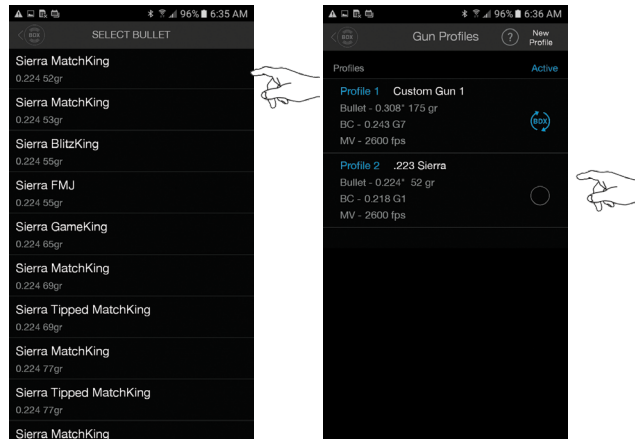 96% 6:35 AM
BDX
SELECT BULLET
Sierra MatchKing
0.224 52gr
Sierra MatchKing
0.224 53gr
Sierra BlitzKing
0.224 55gr
Sierra FMJ
0.224 55gr
Sierra GameKing
0.224 65gr
Sierra MatchKing
0.224 69gr
Sierra Tipped MatchKing
0.224 69gr
Sierra MatchKing
0.224 77gr
Sierra Tipped MatchKing
0.224 77gr
Sierra MatchKing
96% 6:36 AM
BDX
Gun Profiles
?
New
Profile
Profiles Active
Profile 1 Custom Gun 1
Bullet - 0.308" 175 gr
BC - 0.243 G7
BDX
MV - 2600 fps
Profile 2 .223 Sierra
Bullet - 0.224" 52 gr
BC - 0.218 G1
MV - 2600 fps